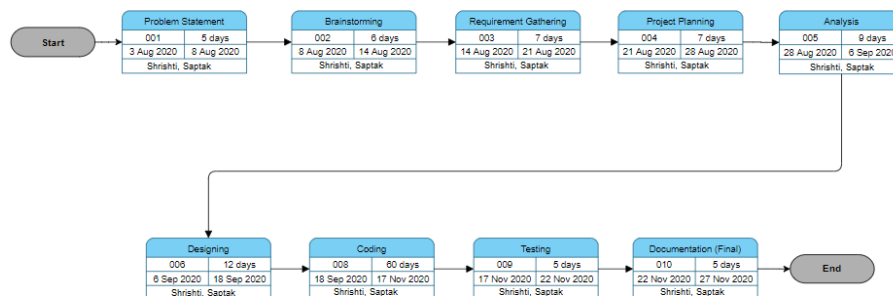 Start
Problem Statement
001 5 days
3 Aug 2020 8 Aug 2020
Shrishti, Saptak
Brainstorming
002 6 days
8 Aug 2020 14 Aug 2020
Shrishti, Saptak
Requirement Gathering
003 7 days
14 Aug 2020 21 Aug 2020
Shrishti, Saptak
Project Planning
004 7 days
21 Aug 2020 28 Aug 2020
Shrishti, Saptak
Analysis
005 9 days
28 Aug 2020 6 Sep 2020
Shrishti, Saptak
Designing
006 12 days
6 Sep 2020 18 Sep 2020
Shrishti, Saptak
Coding
008 60 days
18 Sep 2020 17 Nov 2020
Shrishti, Saptak
Testing
009 5 days
17 Nov 2020 22 Nov 2020
Shrishti, Saptak
Documentation (Final)
010 5 days
22 Nov 2020 27 Nov 2020
Shrishti, Saptak
End